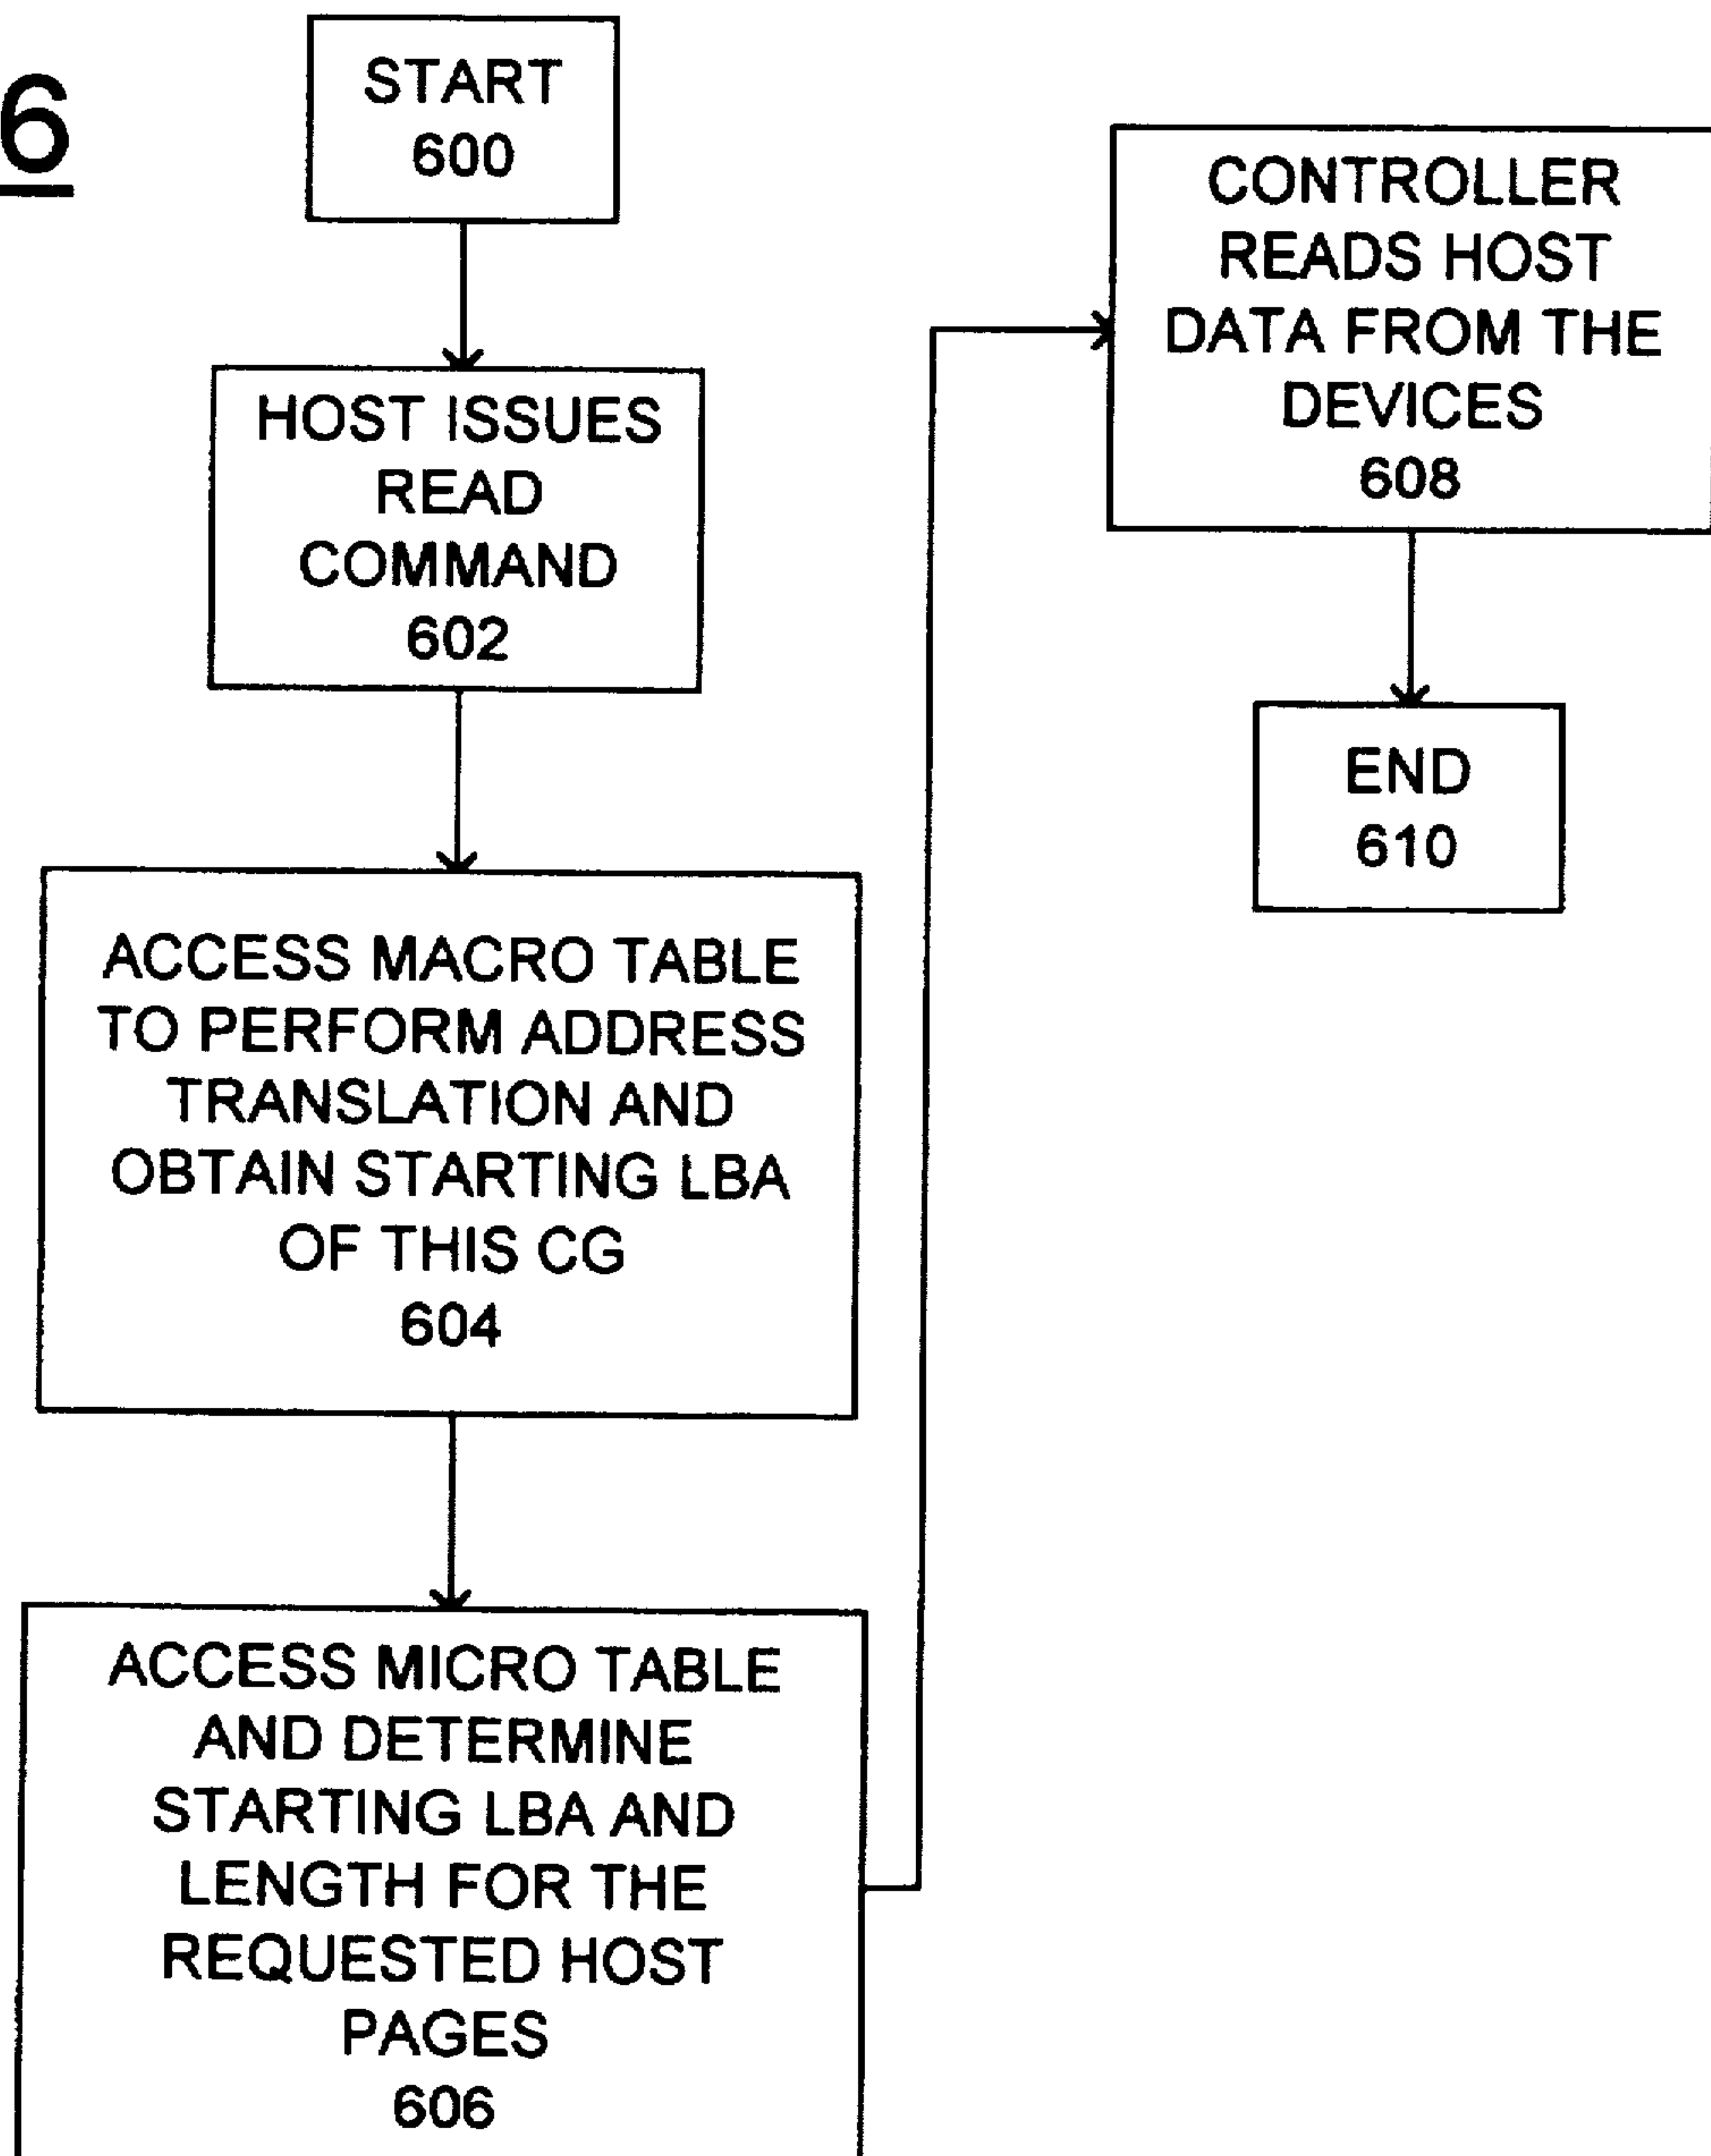 6
START
600
HOST ISSUES
READ
COMMAND
602
ACCESS MACRO TABLE
TO PERFORM ADDRESS
TRANSLATION AND
OBTAIN STARTING LBA
OF THIS CG
604
ACCESS MICRO TABLE
AND DETERMINE
STARTING LBA AND
LENGTH FOR THE
REQUESTED HOST
PAGES
606
CONTROLLER
READS HOST
DATA FROM THE
DEVICES
608
END
610